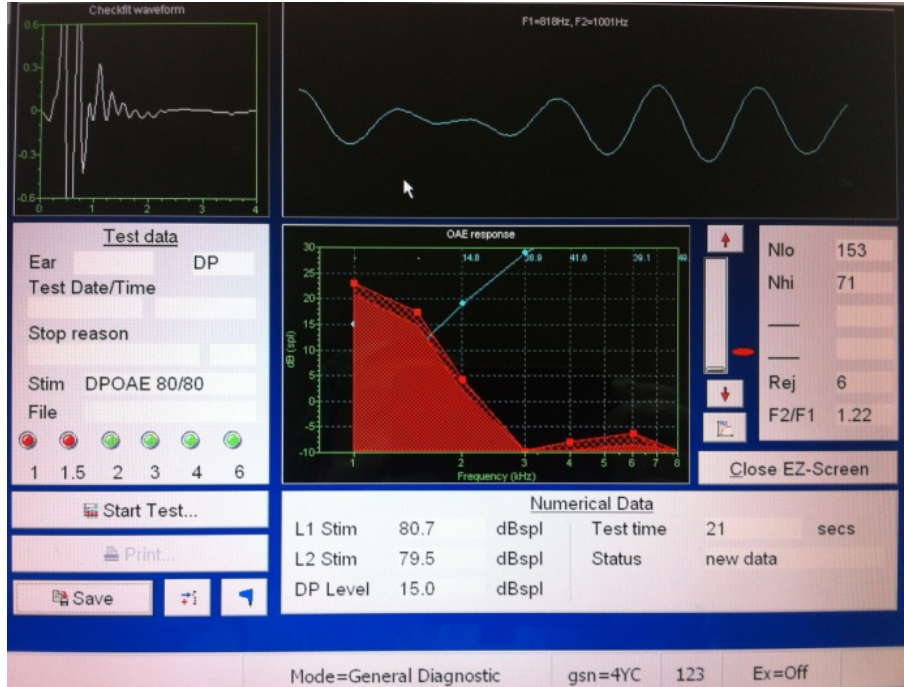 Checkfit waveform
0.6
0.3
0
-0.3
-0.6
0 1 2 3 4
F1=818Hz, F2=1001Hz
Test data
Ear DP
Test Date/Time
Stop reason
Stim DPOAE 80/80
File
1 1.5 2 3 4 6
Start Test...
Print...
Save
OAE response
30
25
20
15
10
5
0
-5
-10
dB (spl)
- - 14.8 38.9 41.6 39.1 49.
1 2 3 4 5 6 7 8
Frequency (kHz)
Nlo 153
Nhi 71
Rej 6
F2/F1 1.22
Close EZ-Screen
Numerical Data
L1 Stim 80.7 dBspl Test time 21 secs
L2 Stim 79.5 dBspl Status new data
DP Level 15.0 dBspl
Mode=General Diagnostic gsn=4YC 123 Ex=Off